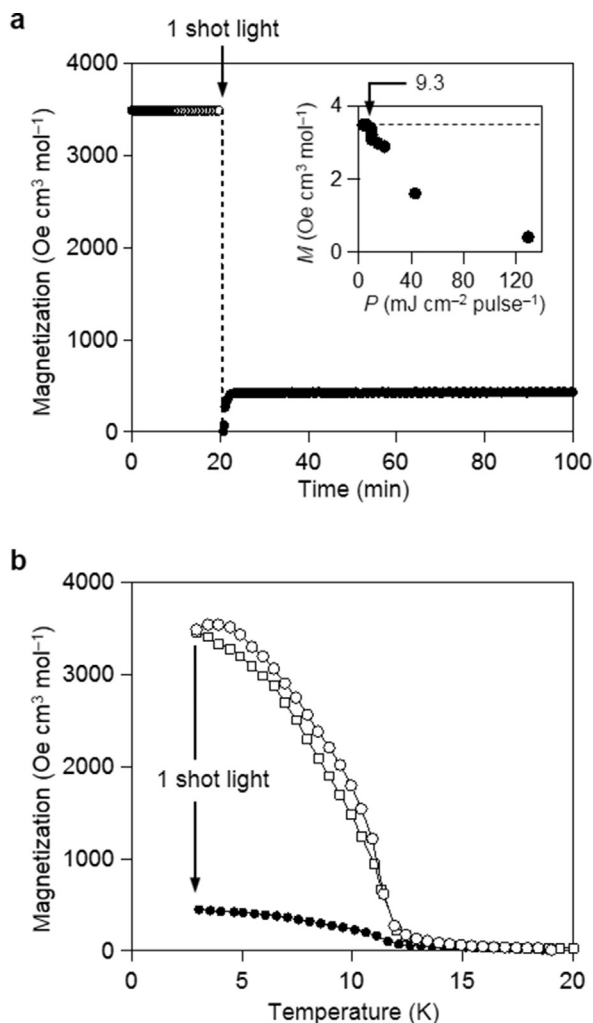 a
1 shot light
4000
3000
2000
1000
0
Magnetization (Oe cm³ mol⁻¹)
0 20 40 60 80 100
Time (min)
9.3
4
2
0
M (Oe cm³ mol⁻¹)
0 40 80 120
P (mJ cm⁻² pulse⁻¹)
b
4000
3000
2000
1000
0
Magnetization (Oe cm³ mol⁻¹)
1 shot light
0 5 10 15 20
Temperature (K)